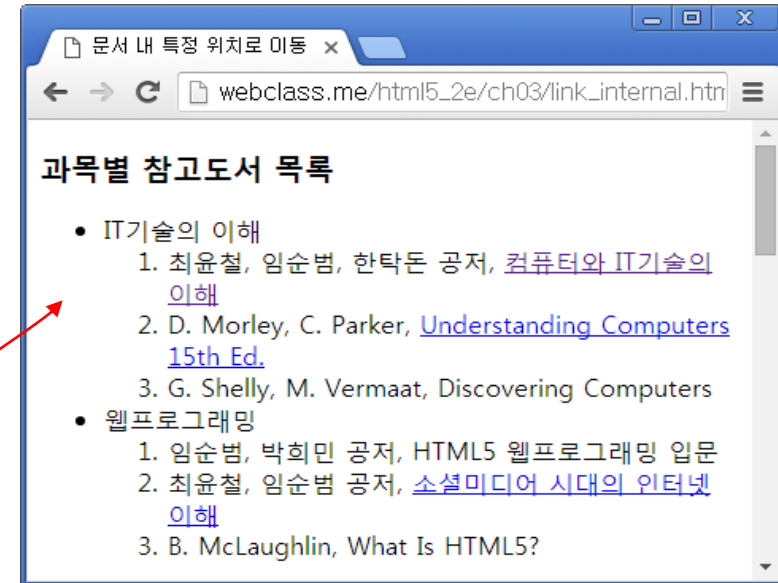 문서 내 특정 위치로 이동
webclass.me/html5_2e/ch03/link_internal.htm
과목별 참고도서 목록
• IT기술의 이해
1. 최윤철, 임순범, 한탁돈 공저, 컴퓨터와 IT기술의
이해
2. D. Morley, C. Parker, Understanding Computers
15th Ed.
3. G. Shelly, M. Vermaat, Discovering Computers
• 웹프로그래밍
1. 임순범, 박희민 공저, HTML5 웹프로그래밍 입문
2. 최윤철, 임순범 공저, 소셜미디어 시대의 인터넷
이해
3. B. McLaughlin, What Is HTML5?